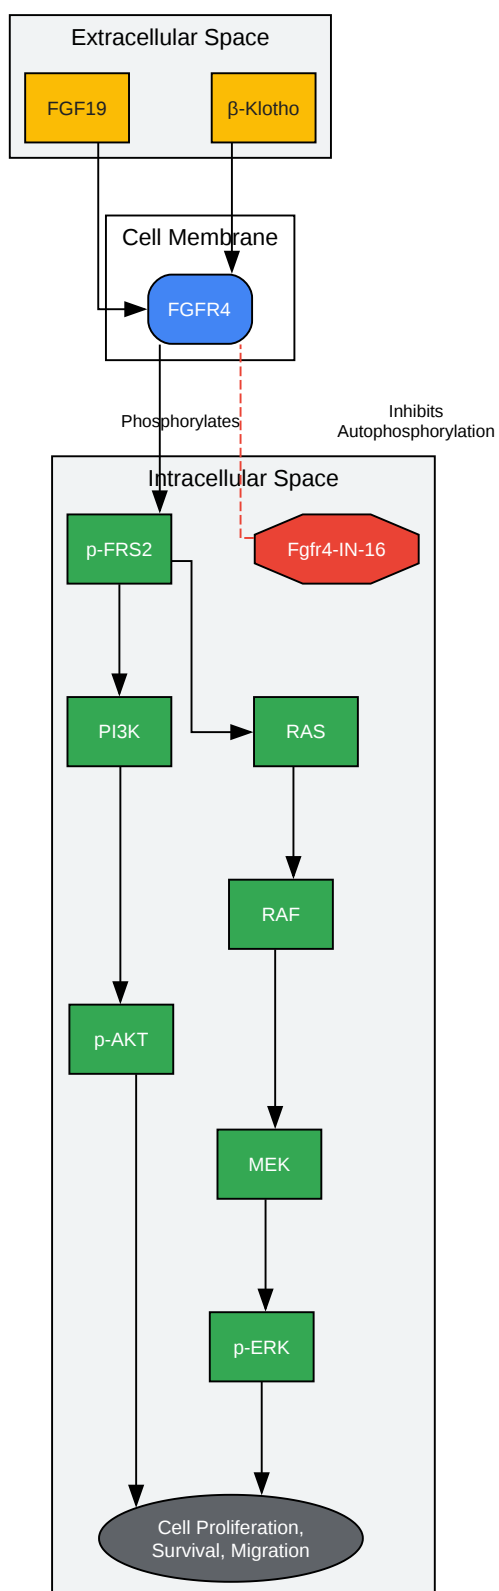 Extracellular Space
FGF19
β-Klotho
Cell Membrane
FGFR4
Phosphorylates
Inhibits
Autophosphorylation
Intracellular Space
p-FRS2
Fgfr4-IN-16
PI3K
RAS
RAF
p-AKT
MEK
p-ERK
Cell Proliferation,
Survival, Migration